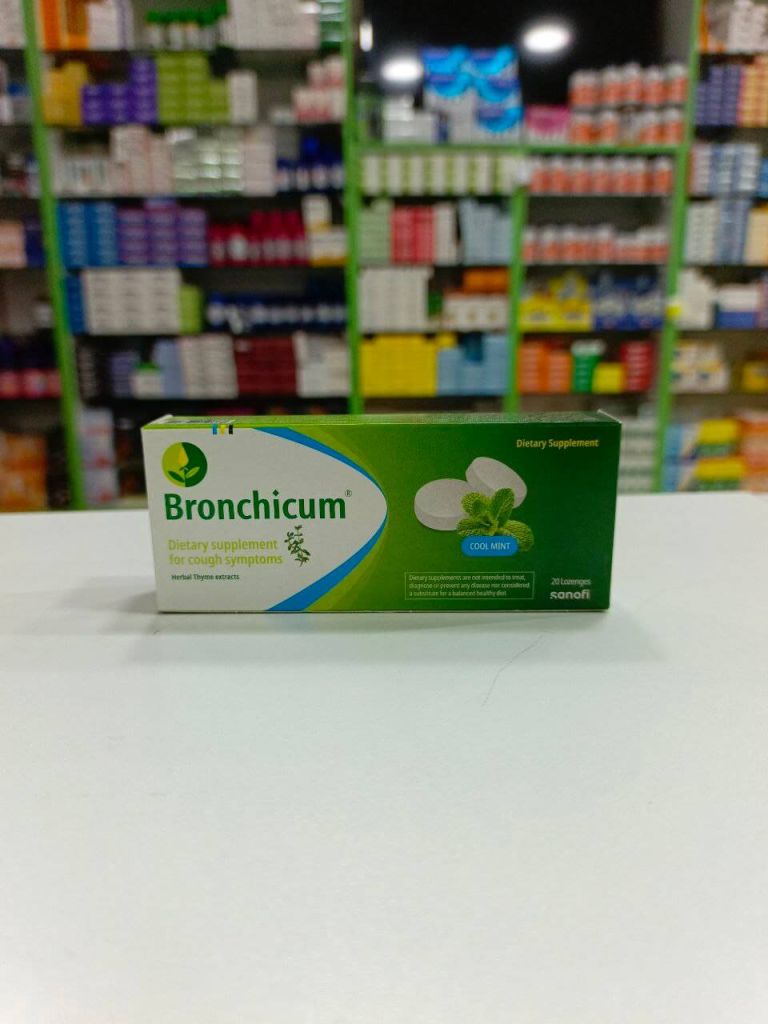 Bronchicum®
Dietary supplement
for cough symptoms
Herbal Thyme extracts
Dietary Supplement
COOL MINT
Dietary supplements are not intended to treat,
diagnose or prevent any disease nor considered
a substitute for a balanced healthy diet
20 Lozenges
sanofi